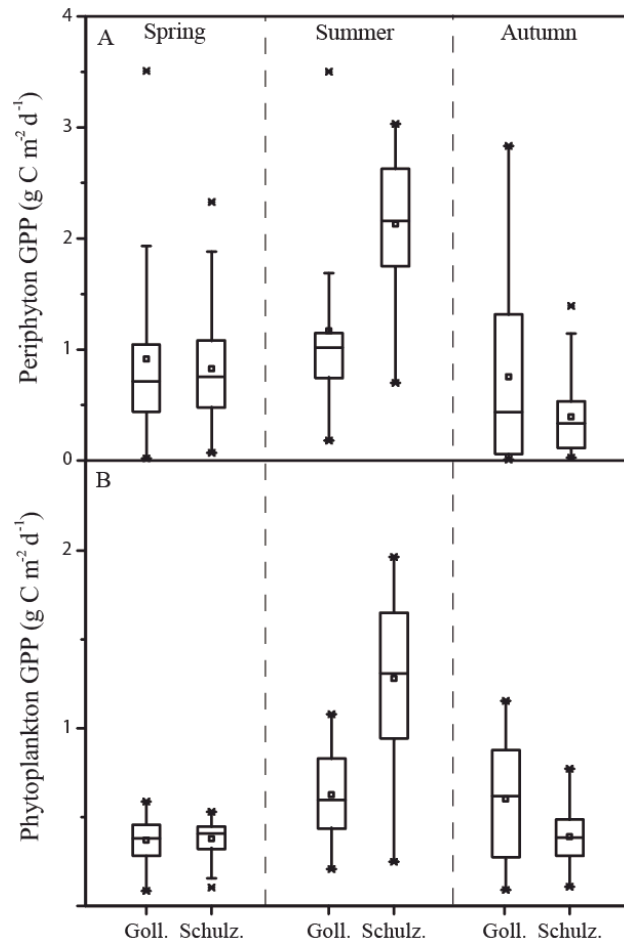 4
A
Spring
Summer
Autumn
3
2
1
0
Periphyton GPP (g C m⁻² d⁻¹)
B
2
1
Phytoplankton GPP (g C m⁻² d⁻¹)
Goll. Schulz.
Goll. Schulz.
Goll. Schulz.